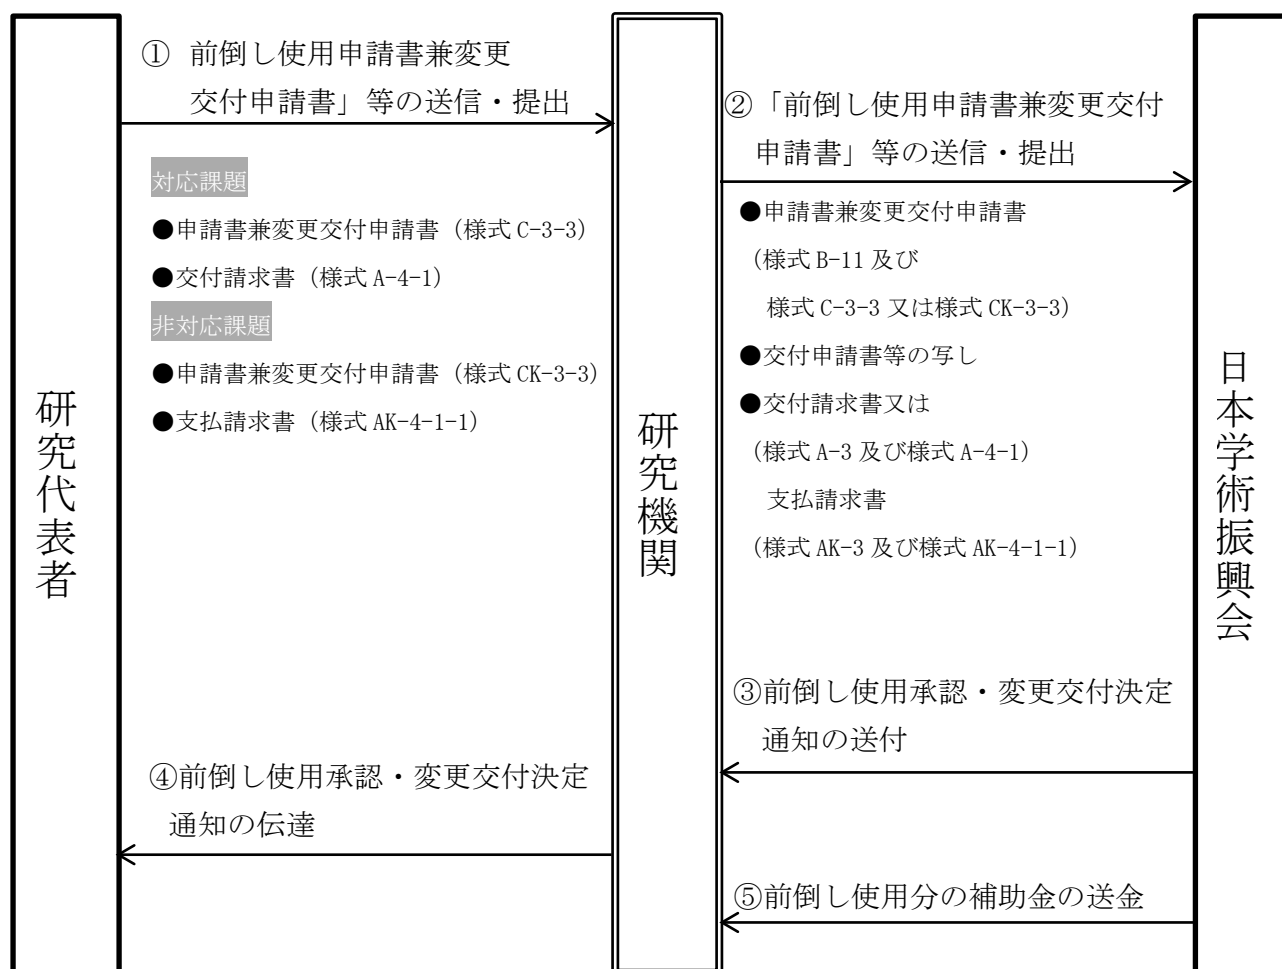 研究代表者
① 前倒し使用申請書兼変更
交付申請書」等の送信・提出
対応課題
●申請書兼変更交付申請書（様式 C-3-3）
●交付請求書（様式 A-4-1）
非対応課題
●申請書兼変更交付申請書（様式 CK-3-3）
●支払請求書（様式 AK-4-1-1）
研究機関
②「前倒し使用申請書兼変更交付
申請書」等の送信・提出
●申請書兼変更交付申請書
（様式 B-11 及び
様式 C-3-3 又は様式 CK-3-3）
●交付申請書等の写し
●交付請求書又は
（様式 A-3 及び様式 A-4-1）
支払請求書
（様式 AK-3 及び様式 AK-4-1-1）
日本学術振興会
③前倒し使用承認・変更交付決定
通知の送付
④前倒し使用承認・変更交付決定
通知の伝達
⑤前倒し使用分の補助金の送金